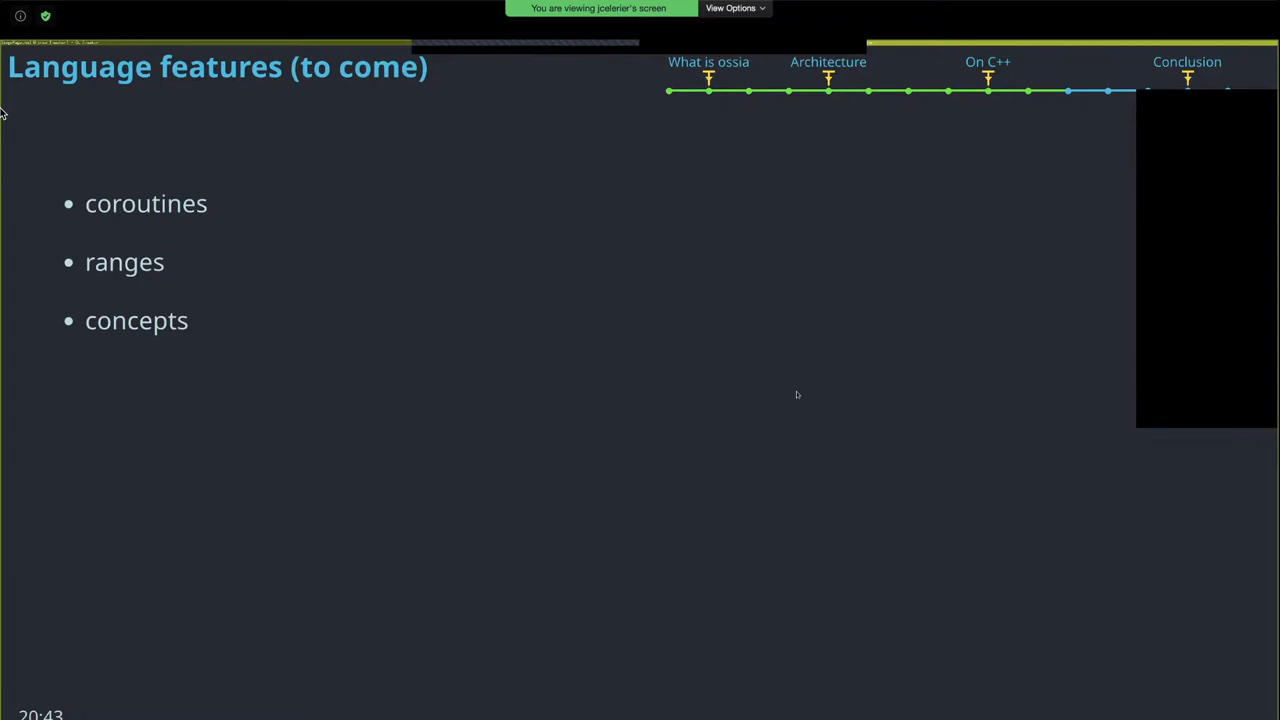 You are viewing jcelerier's screen
View Options
Language features (to come)
What is ossia
Architecture
On C++
Conclusion
• coroutines
• ranges
• concepts
20:43